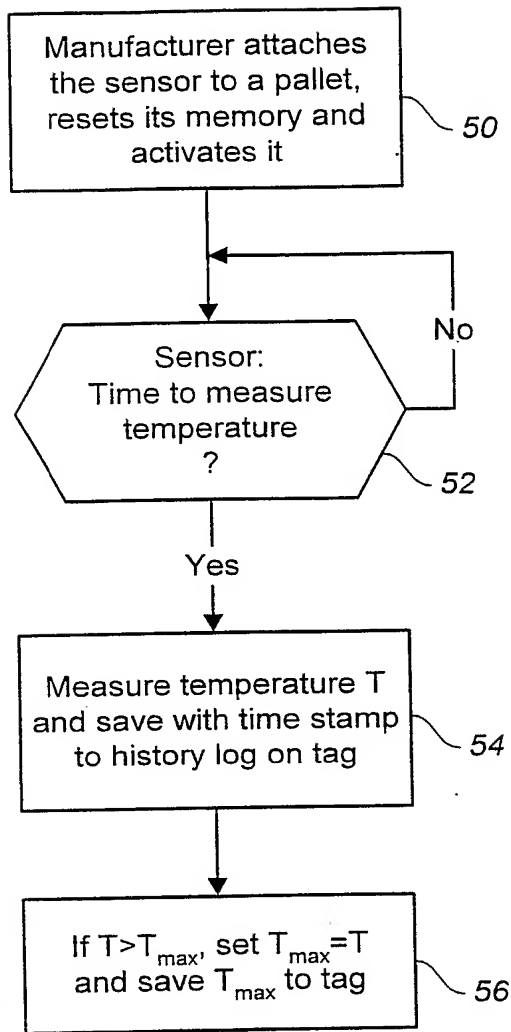 Manufacturer attaches
the sensor to a pallet,
resets its memory and
activates it
50
No
Sensor:
Time to measure
temperature
?
52
Yes
Measure temperature T
and save with time stamp
to history log on tag
54
If T>Tmax, set Tmax=T
and save Tmax to tag
56